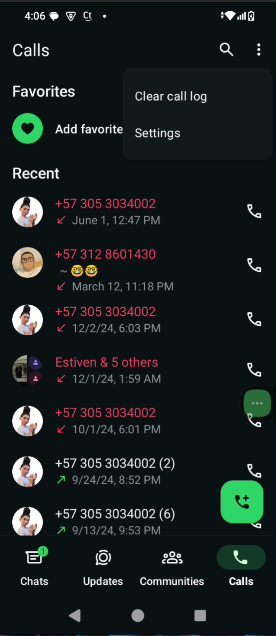 4:06
Calls
Clear call log
Settings
Favorites
Add favorite
Recent
+57 305 3034002
June 1, 12:47 PM
+57 312 8601430
~ 🤓🤓
March 12, 11:18 PM
+57 305 3034002
12/2/24, 6:03 PM
Estiven & 5 others
12/1/24, 1:59 AM
+57 305 3034002
10/1/24, 6:01 PM
+57 305 3034002 (2)
9/24/24, 8:52 PM
+57 305 3034002 (6)
9/13/24, 9:53 PM
1
Chats
Updates
Communities
Calls